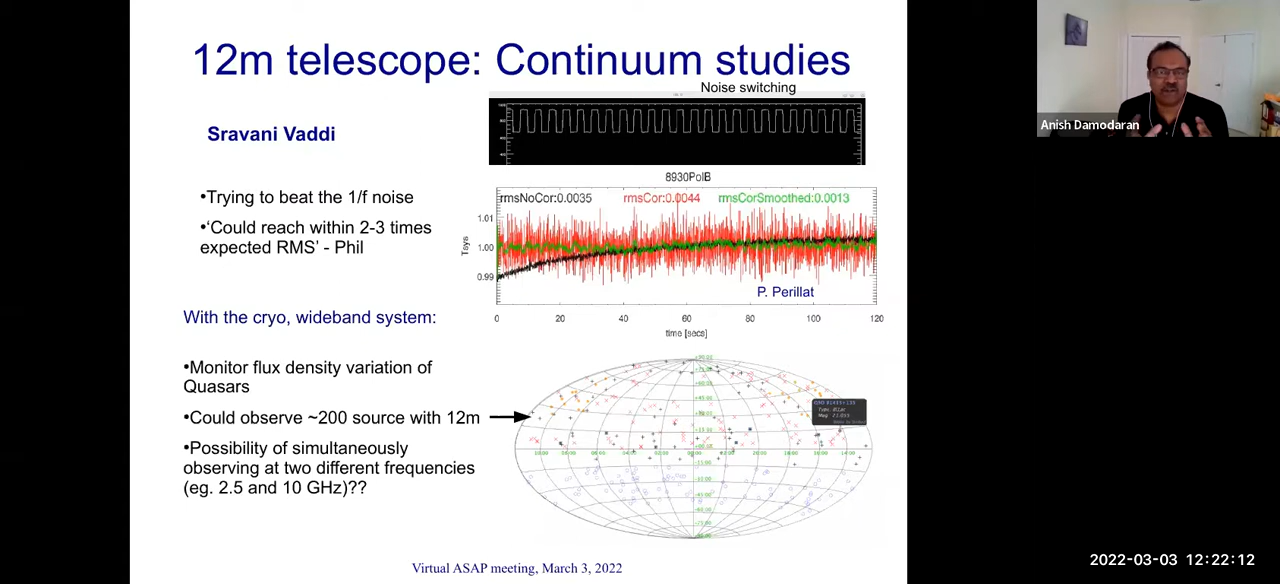 12m telescope: Continuum studies
Noise switching
Sravani Vaddi
8930PolB
•Trying to beat the 1/f noise
•‘Could reach within 2-3 times
expected RMS’ - Phil
rmsNoCor:0.0035 rmsCor:0.0044 rmsCorSmoothed:0.0013
1.01
1.00
0.99
Tsys
P. Perillat
0 20 40 60 80 100 120
time [secs]
With the cryo, wideband system:
•Monitor flux density variation of
Quasars
•Could observe ~200 source with 12m
•Possibility of simultaneously
observing at two different frequencies
(eg. 2.5 and 10 GHz)??
Virtual ASAP meeting, March 3, 2022
Anish Damodaran
2022-03-03 12:22:12